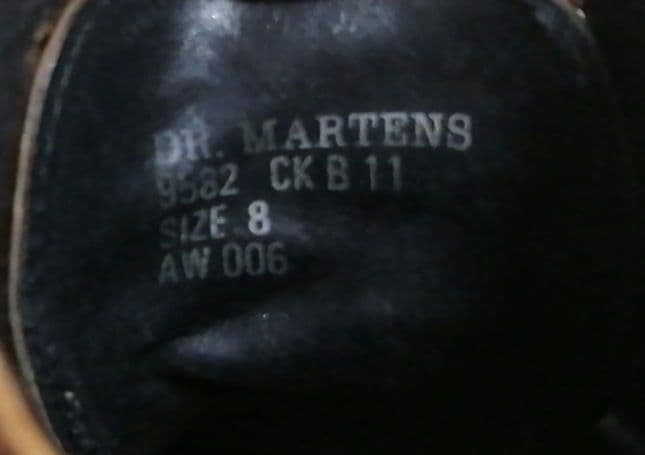 DR. MARTENS
9582 CK B 11
SIZE 8
AW 006